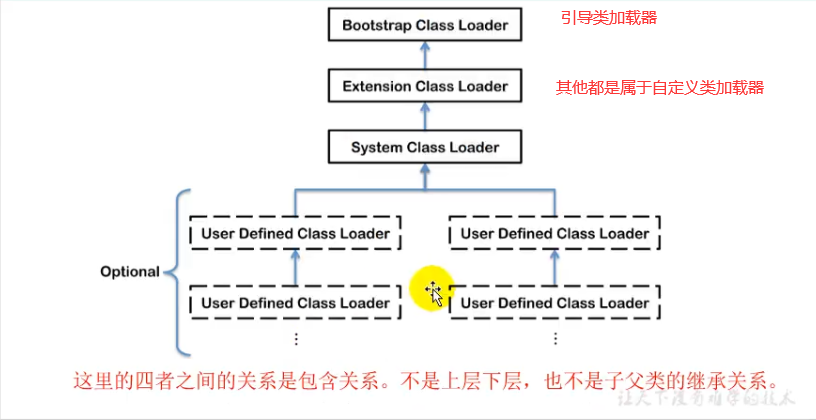 Bootstrap Class Loader
引导类加载器
Extension Class Loader
其他都是属于自定义类加载器
System Class Loader
User Defined Class Loader
User Defined Class Loader
Optional
User Defined Class Loader
User Defined Class Loader
这里的四者之间的关系是包含关系。不是上层下层，也不是子父类的继承关系。
让天下没有难学的技术